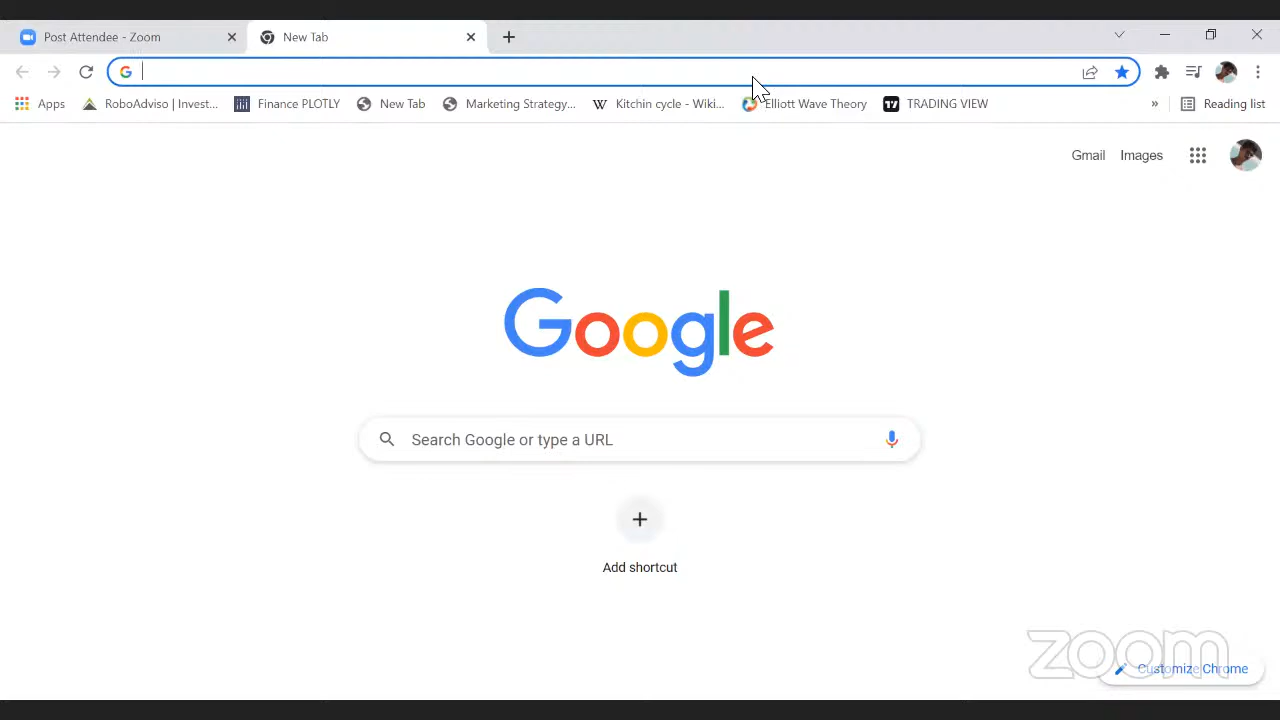 Post Attendee - Zoom
New Tab
Apps
RoboAdviso | Invest...
Finance PLOTLY
New Tab
Marketing Strategy...
Kitchin cycle - Wiki...
Elliott Wave Theory
TRADING VIEW
»
Reading list
Gmail
Images
Google
Search Google or type a URL
Add shortcut
zoom
Customize Chrome